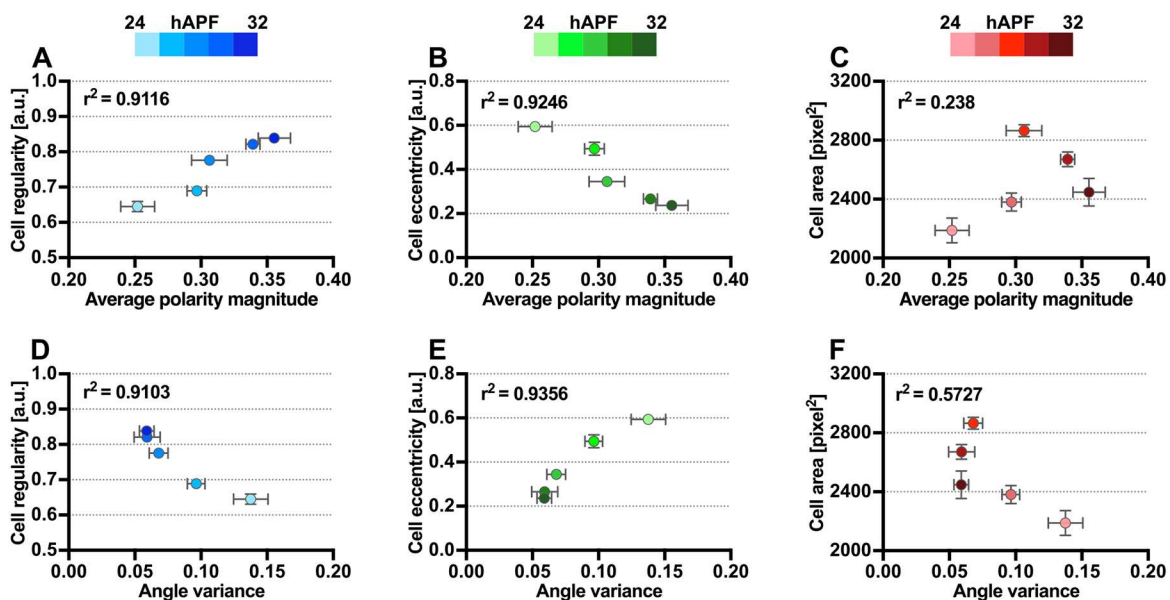 24 hAPF 32
24 hAPF 32
24 hAPF 32
A
Cell regularity [a.u.]
1.0
0.9
0.8
0.7
0.6
0.5
r² = 0.9116
0.20 0.25 0.30 0.35 0.40
Average polarity magnitude
B
Cell eccentricity [a.u.]
0.8
0.6
0.4
0.2
0.0
r² = 0.9246
0.20 0.25 0.30 0.35 0.40
Average polarity magnitude
C
Cell area [pixel²]
3200
2800
2400
2000
r² = 0.238
0.20 0.25 0.30 0.35 0.40
Average polarity magnitude
D
Cell regularity [a.u.]
1.0
0.9
0.8
0.7
0.6
0.5
r² = 0.9103
0.00 0.05 0.10 0.15 0.20
Angle variance
E
Cell eccentricity [a.u.]
0.8
0.6
0.4
0.2
0.0
r² = 0.9356
0.00 0.05 0.10 0.15 0.20
Angle variance
F
Cell area [pixel²]
3200
2800
2400
2000
r² = 0.5727
0.00 0.05 0.10 0.15 0.20
Angle variance